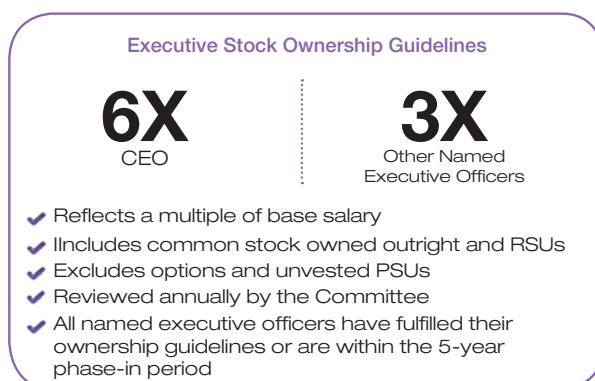 Executive Stock Ownership Guidelines
6X
CEO
3X
Other Named
Executive Officers
Reflects a multiple of base salary
IIncludes common stock owned outright and RSUs
Excludes options and unvested PSUs
Reviewed annually by the Committee
All named executive officers have fulfilled their
ownership guidelines or are within the 5-year
phase-in period